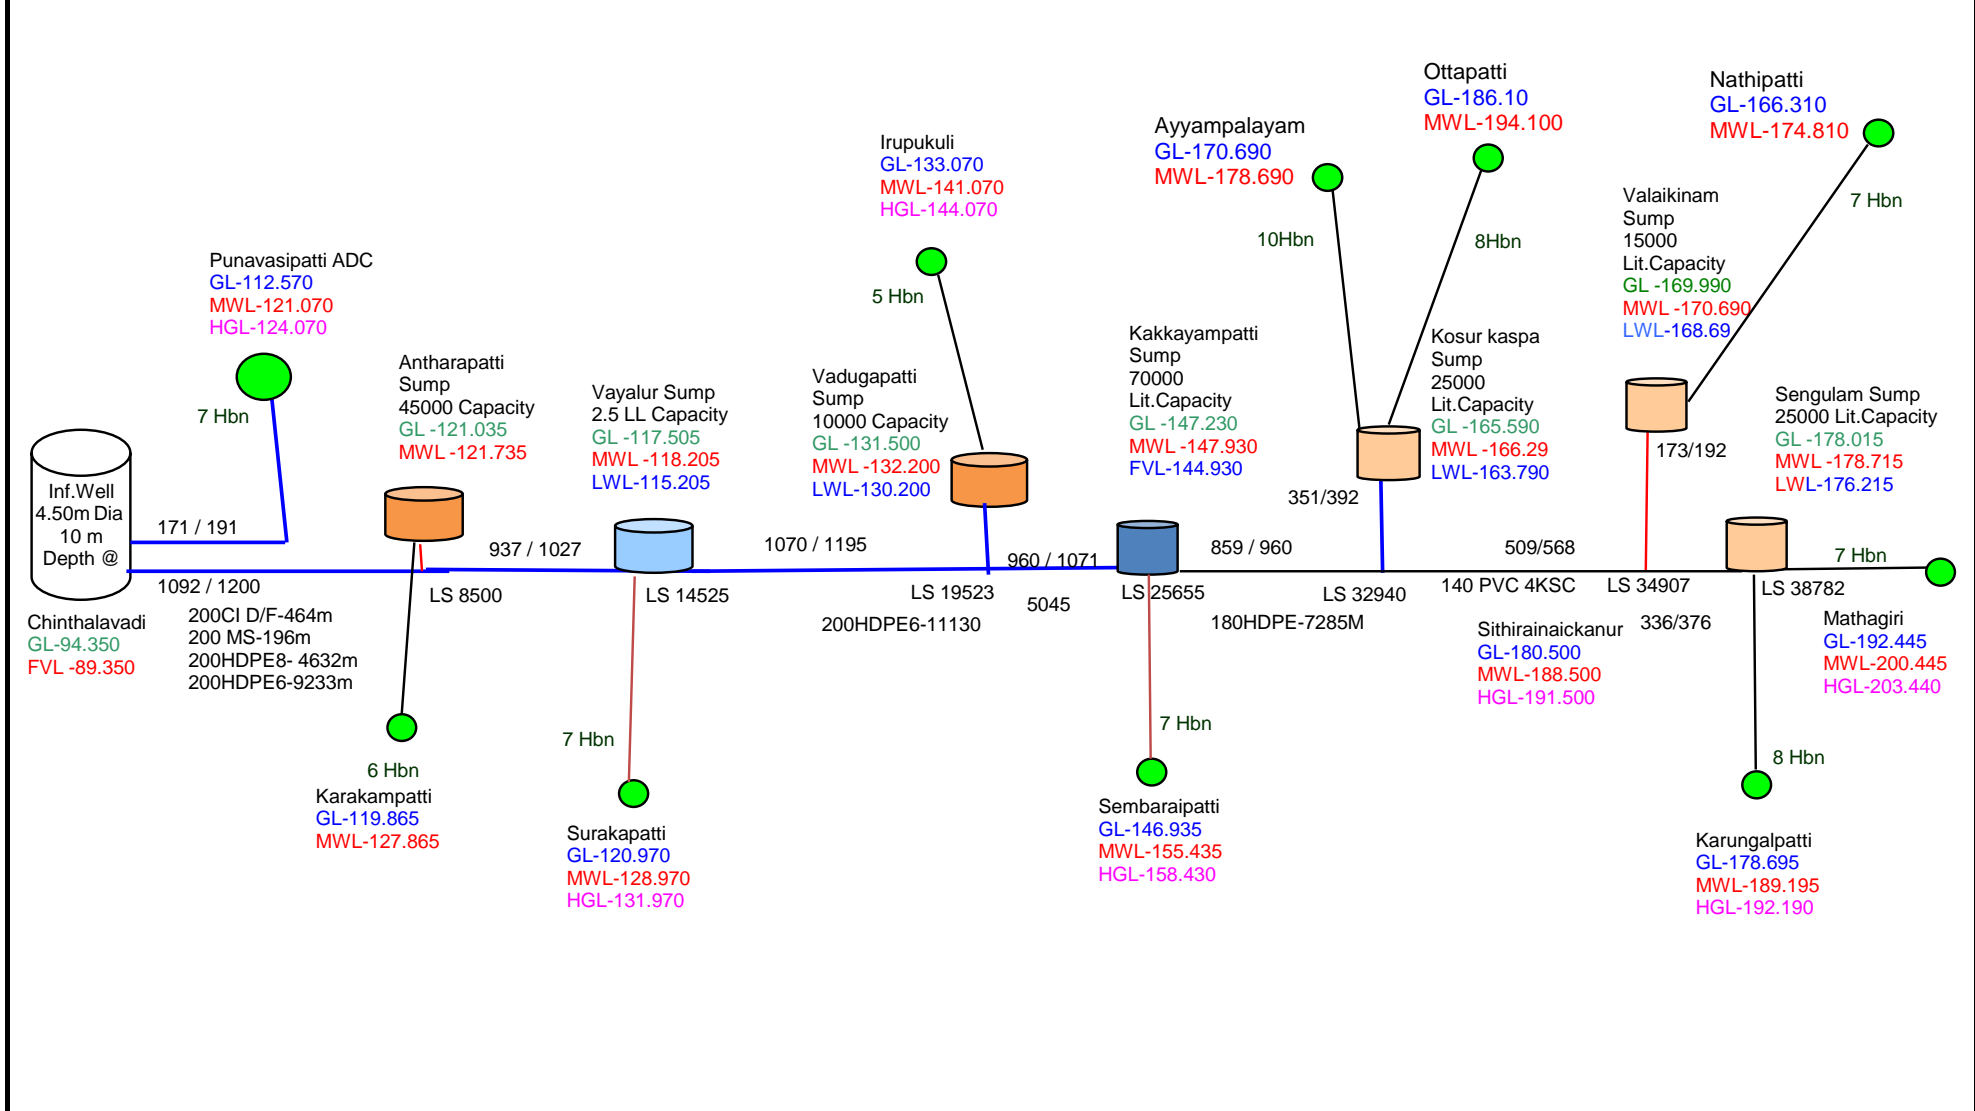 Ottapatti
GL-186.10
MWL-194.100
Nathipatti
GL-166.310
MWL-174.810
Ayyampalayam
GL-170.690
MWL-178.690
Irupukuli
GL-133.070
MWL-141.070
HGL-144.070
Valaikinam
Sump
15000
Lit.Capacity
GL -169.990
MWL -170.690
LWL-168.69
7 Hbn
10Hbn
8Hbn
Punavasipatti ADC
GL-112.570
MWL-121.070
HGL-124.070
5 Hbn
Kakkayampatti
Sump
70000
Lit.Capacity
GL -147.230
MWL -147.930
FVL-144.930
Kosur kaspa
Sump
25000
Lit.Capacity
GL -165.590
MWL -166.29
LWL-163.790
Antharapatti
Sump
45000 Capacity
GL -121.035
MWL -121.735
Vayalur Sump
2.5 LL Capacity
GL -117.505
MWL -118.205
LWL-115.205
Vadugapatti
Sump
10000 Capacity
GL -131.500
MWL -132.200
LWL-130.200
Sengulam Sump
25000 Lit.Capacity
GL -178.015
MWL -178.715
LWL-176.215
7 Hbn
173/192
351/392
Inf.Well
4.50m Dia
10 m
Depth @
171 / 191
937 / 1027
1070 / 1195
960 / 1071
859 / 960
509/568
7 Hbn
1092 / 1200
LS 8500
LS 14525
LS 19523
5045
LS 25655
LS 32940
140 PVC 4KSC
LS 34907
LS 38782
200CI D/F-464m
200 MS-196m
200HDPE8- 4632m
200HDPE6-9233m
200HDPE6-11130
180HDPE-7285M
336/376
Chinthalavadi
GL-94.350
FVL -89.350
Sithirainaickanur
GL-180.500
MWL-188.500
HGL-191.500
Mathagiri
GL-192.445
MWL-200.445
HGL-203.440
7 Hbn
7 Hbn
8 Hbn
6 Hbn
Karakampatti
GL-119.865
MWL-127.865
Surakapatti
GL-120.970
MWL-128.970
HGL-131.970
Sembaraipatti
GL-146.935
MWL-155.435
HGL-158.430
Karungalpatti
GL-178.695
MWL-189.195
HGL-192.190